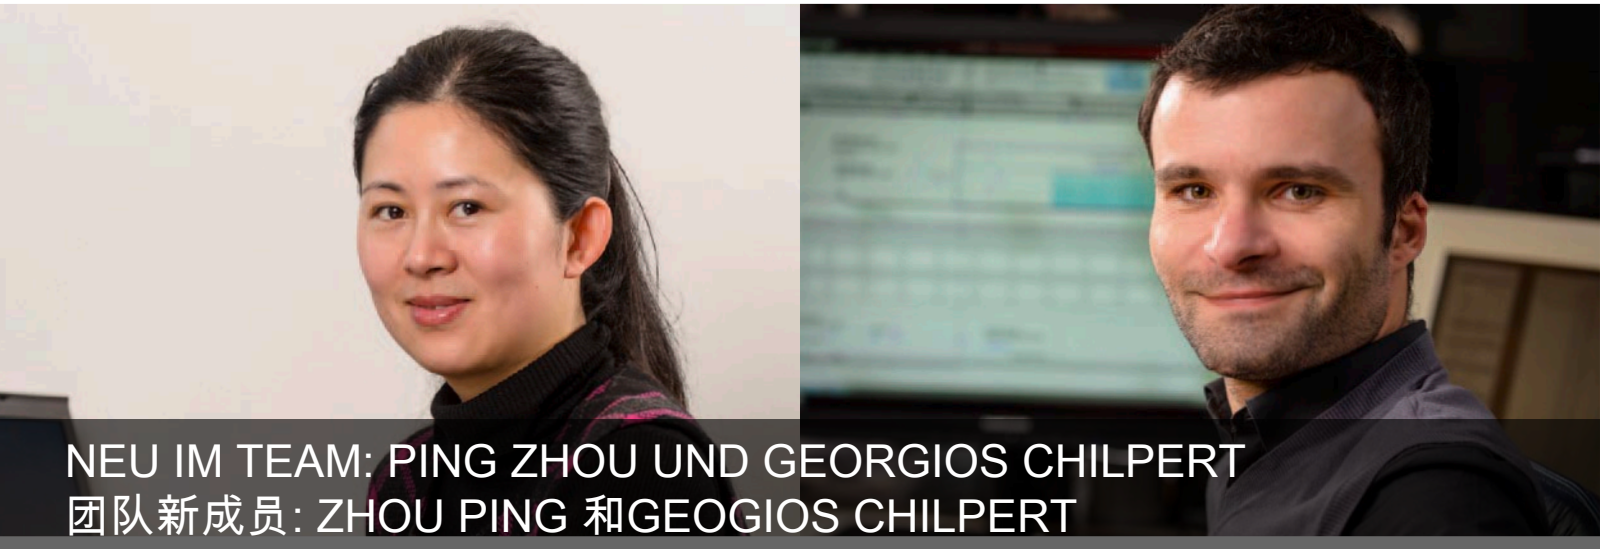 NEU IM TEAM: PING ZHOU UND GEORGIOS CHILPERT
团队新成员: ZHOU PING 和GEOGIOS CHILPERT